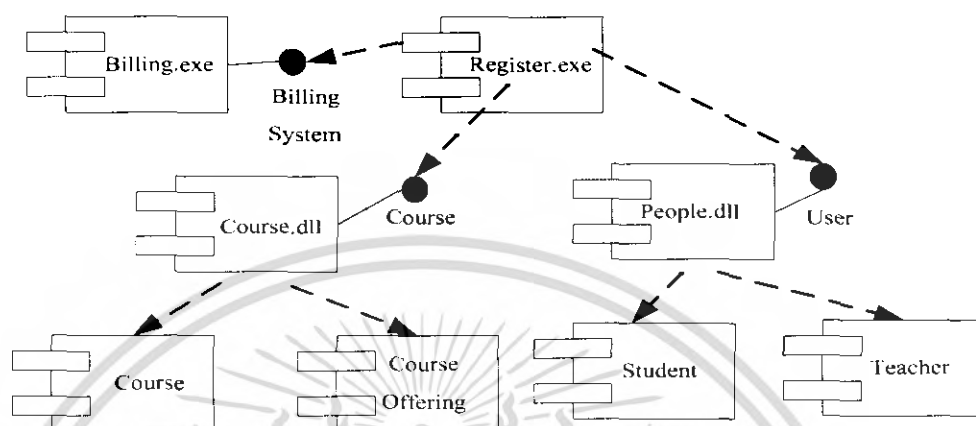 Billing.exe
Register.exe
Billing
System
Course.dll
Course
People.dll
User
Course
Course
Offering
Student
Teacher